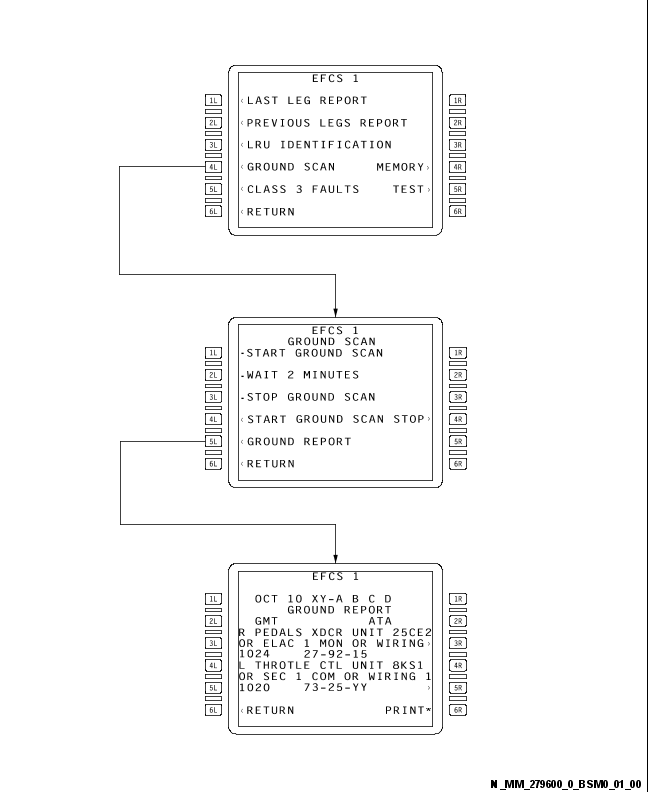 EFCS 1
1L ‹LAST LEG REPORT 1R
2L ‹PREVIOUS LEGS REPORT 2R
3L ‹LRU IDENTIFICATION 3R
4L ‹GROUND SCAN MEMORY› 4R
5L ‹CLASS 3 FAULTS TEST› 5R
6L ‹RETURN 6R
EFCS 1
GROUND SCAN
1L -START GROUND SCAN 1R
2L -WAIT 2 MINUTES 2R
3L -STOP GROUND SCAN 3R
4L ‹START GROUND SCAN STOP› 4R
5L ‹GROUND REPORT 5R
6L ‹RETURN 6R
EFCS 1
1L OCT 10 XY-A B C D 1R
GROUND REPORT
2L GMT ATA 2R
R PEDALS XDCR UNIT 25CE2
3L OR ELAC 1 MON OR WIRING› 3R
1024 27-92-15
4L L THROTLE CTL UNIT 8KS1 4R
OR SEC 1 COM OR WIRING 1
5L 1020 73-25-YY › 5R
6L ‹RETURN PRINT* 6R
N_MM_279600_0_BSM0_01_00